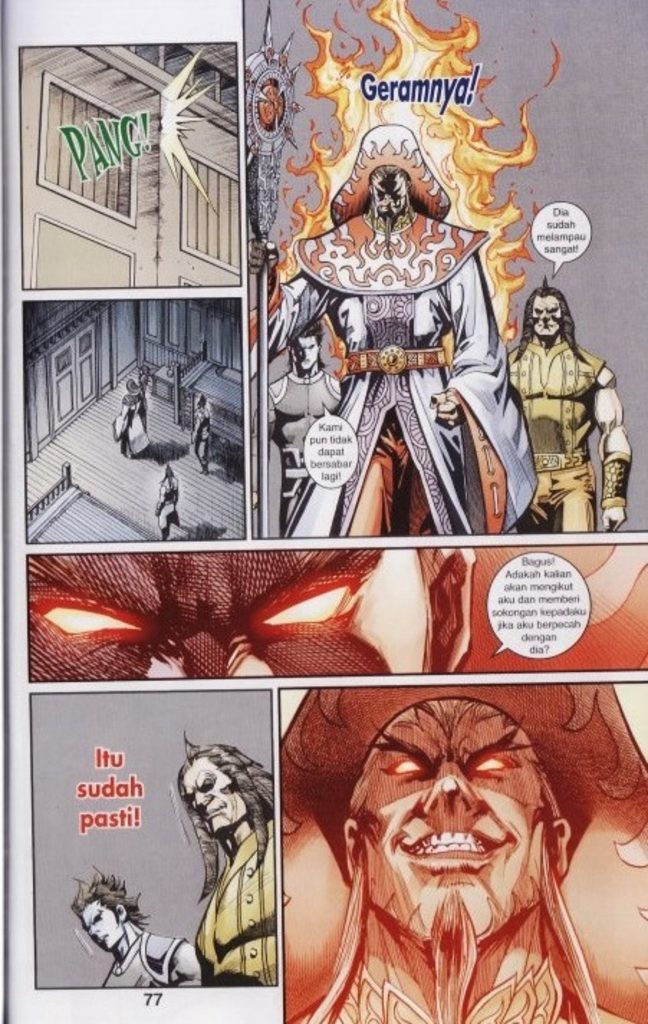 PANG!
Geramnya!
Dia
sudah
melampau
sangat!
Kami
pun tidak
dapat
bersabar
lagi!
Bagus!
Adakah kalian
akan mengikut
aku dan memberi
sokongan kepadaku
jika aku berpecah
dengan
dia?
Itu
sudah
pasti!
77